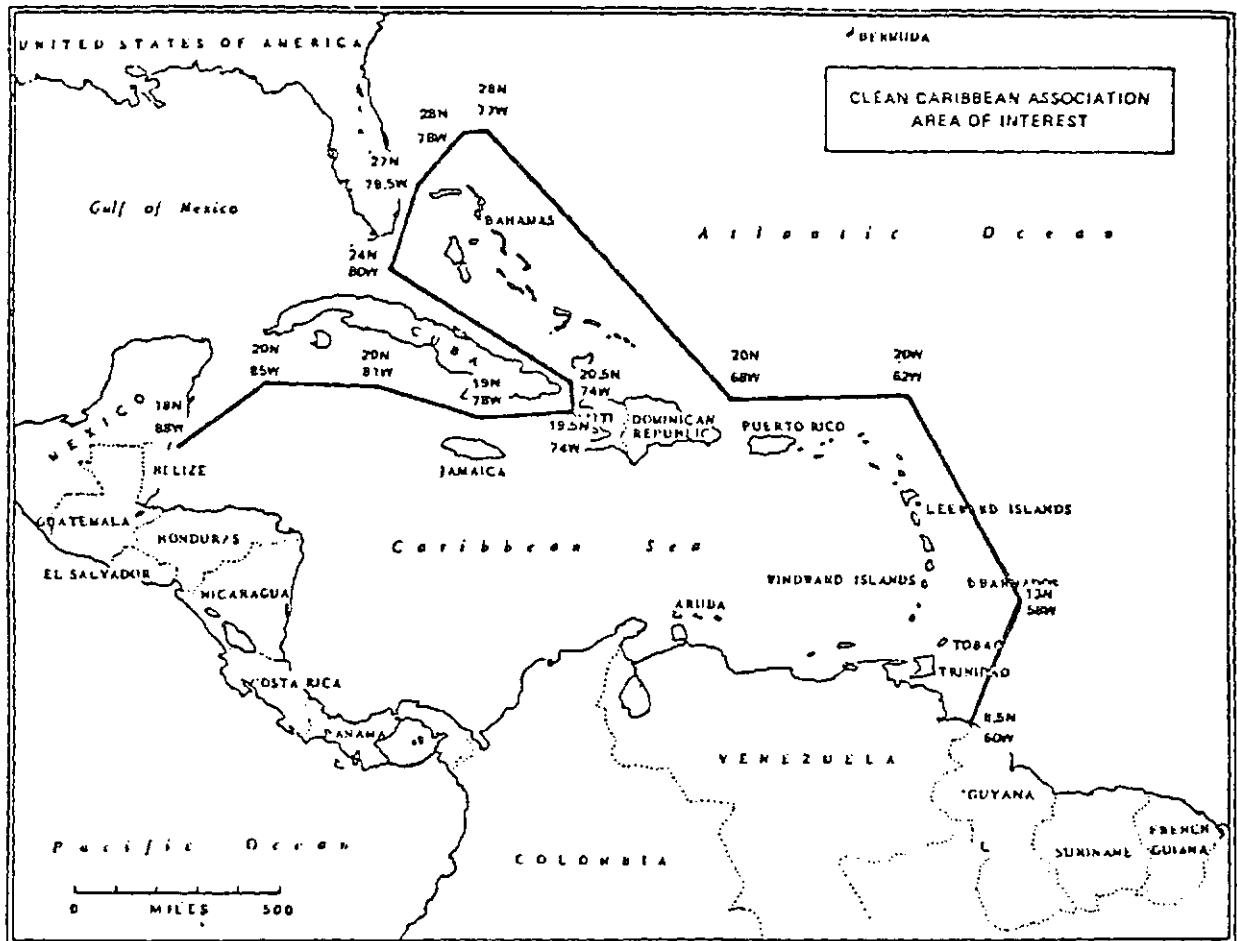 UNITED STATES OF AMERICA
BERMUDA
CLEAN CARIBBEAN ASSOCIATION
AREA OF INTEREST
28N
77W
28N
78W
27N
79.5W
Gulf of Mexico
BAHAMAS
Atlantic Ocean
24N
80W
CUBA
20N
85W
20N
81W
19N
78W
20.5N
74W
20N
68W
20W
62W
18N
88W
MEXICO
19.5N
74W
DOMINICAN
REPUBLIC
PUERTO RICO
JAMAICA
BELIZE
LEEWARD ISLANDS
GUATEMALA
HONDURAS
Caribbean Sea
EL SALVADOR
NICARAGUA
WINDWARD ISLANDS
BARBADOS
13N
58W
ARUBA
TOBAGO
TRINIDAD
COSTA RICA
PANAMA
8.5N
60W
VENEZUELA
GUYANA
Pacific Ocean
COLOMBIA
SURINAME
FRENCH
GUIANA
0 MILES 500